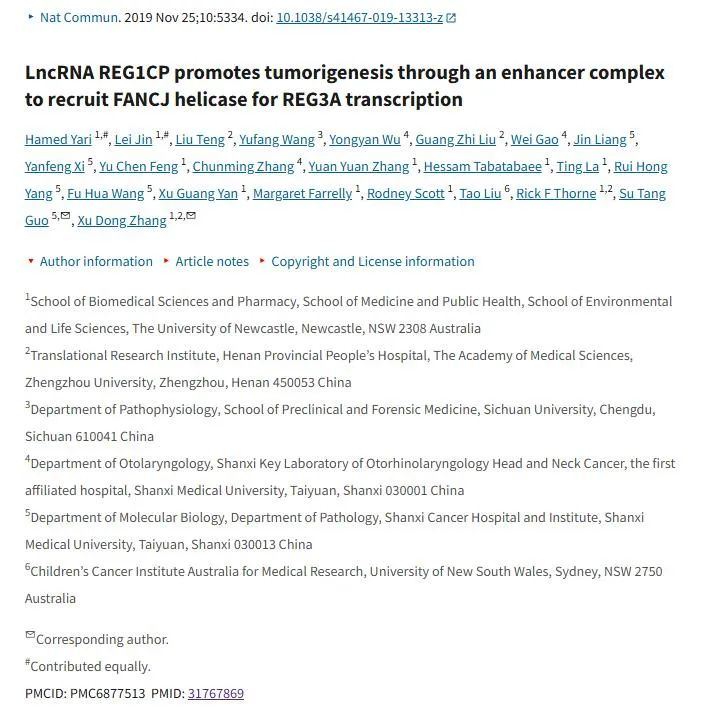 Nat Commun. 2019 Nov 25;10:5334. doi: 10.1038/s41467-019-13313-z
LncRNA REG1CP promotes tumorigenesis through an enhancer complex
to recruit FANCJ helicase for REG3A transcription
Hamed Yari 1,#, Lei Jin 1,#, Liu Teng 2, Yufang Wang 3, Yongyan Wu 4, Guang Zhi Liu 2, Wei Gao 4, Jin Liang 5,
Yanfeng Xi 5, Yu Chen Feng 1, Chunming Zhang 4, Yuan Yuan Zhang 1, Hessam Tabatabaee 1, Ting La 1, Rui Hong
Yang 5, Fu Hua Wang 5, Xu Guang Yan 1, Margaret Farrelly 1, Rodney Scott 1, Tao Liu 6, Rick F Thorne 1,2, Su Tang
Guo 5,✉, Xu Dong Zhang 1,2,✉
Author information Article notes Copyright and License information
1School of Biomedical Sciences and Pharmacy, School of Medicine and Public Health, School of Environmental
and Life Sciences, The University of Newcastle, Newcastle, NSW 2308 Australia
2Translational Research Institute, Henan Provincial People's Hospital, The Academy of Medical Sciences,
Zhengzhou University, Zhengzhou, Henan 450053 China
3Department of Pathophysiology, School of Preclinical and Forensic Medicine, Sichuan University, Chengdu,
Sichuan 610041 China
4Department of Otolaryngology, Shanxi Key Laboratory of Otorhinolaryngology Head and Neck Cancer, the first
affiliated hospital, Shanxi Medical University, Taiyuan, Shanxi 030001 China
5Department of Molecular Biology, Department of Pathology, Shanxi Cancer Hospital and Institute, Shanxi
Medical University, Taiyuan, Shanxi 030013 China
6Children's Cancer Institute Australia for Medical Research, University of New South Wales, Sydney, NSW 2750
Australia
✉Corresponding author.
#Contributed equally.
PMCID: PMC6877513 PMID: 31767869